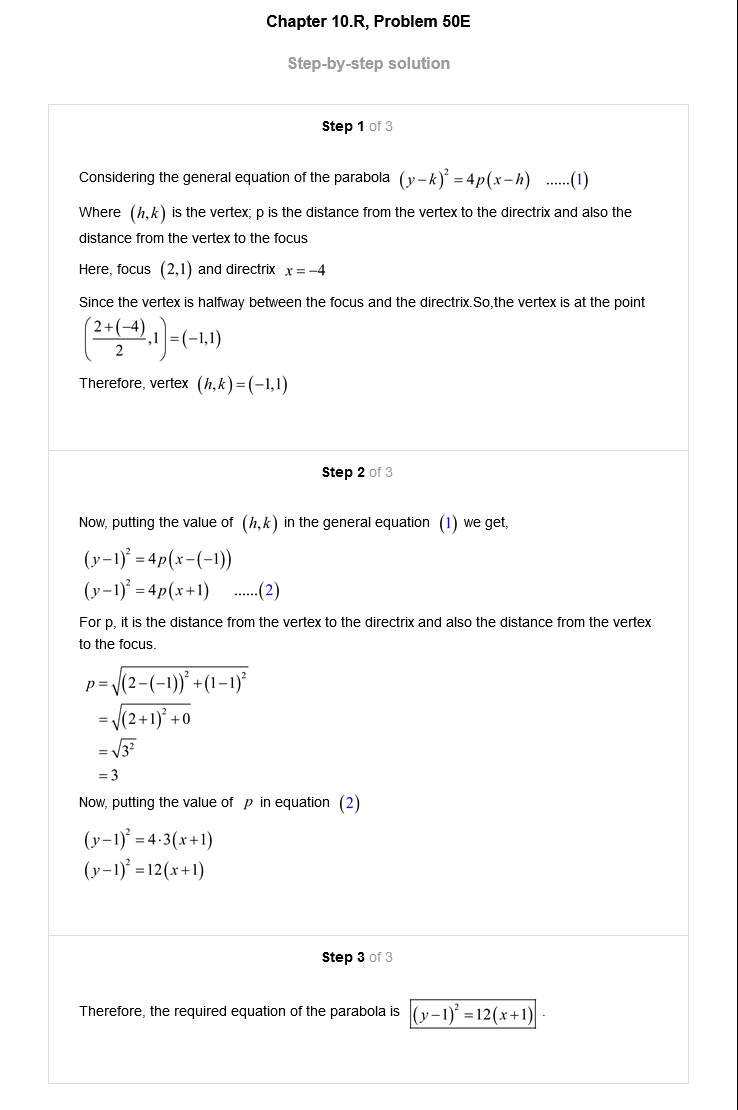 Chapter 10.R, Problem 50E
Step-by-step solution
Step 1 of 3
Considering the general equation of the parabola (y−k)² = 4p(x−h) ......(1)
Where (h,k) is the vertex; p is the distance from the vertex to the directrix and also the
distance from the vertex to the focus
Here, focus (2,1) and directrix x = −4
Since the vertex is halfway between the focus and the directrix.So,the vertex is at the point
((2+(−4))/2, 1) = (−1,1)
Therefore, vertex (h,k) = (−1,1)
Step 2 of 3
Now, putting the value of (h,k) in the general equation (1) we get,
(y−1)² = 4p(x−(−1))
(y−1)² = 4p(x+1) ......(2)
For p, it is the distance from the vertex to the directrix and also the distance from the vertex
to the focus.
p = √((2−(−1))² + (1−1)²)
= √((2+1)² + 0)
= √(3²)
= 3
Now, putting the value of p in equation (2)
(y−1)² = 4·3(x+1)
(y−1)² = 12(x+1)
Step 3 of 3
Therefore, the required equation of the parabola is (y−1)² = 12(x+1) .